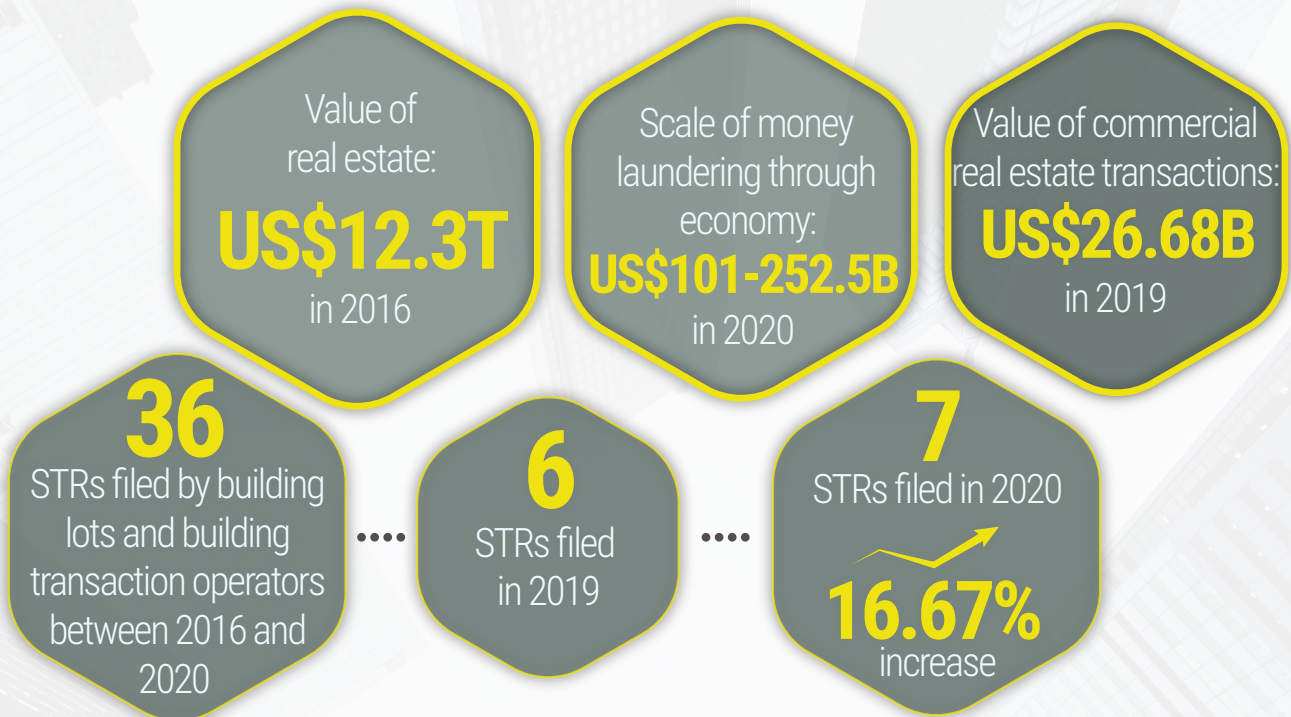 Value of
real estate:
US$12.3T
in 2016
Scale of money
laundering through
economy:
US$101-252.5B
in 2020
Value of commercial
real estate transactions:
US$26.68B
in 2019
36
STRs filed by building
lots and building
transaction operators
between 2016 and
2020
6
STRs filed
in 2019
7
STRs filed in 2020
16.67%
increase